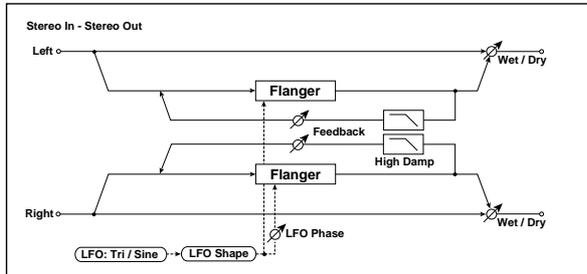 Stereo In - Stereo Out
Left
Wet / Dry
Flanger
Feedback
High Damp
Flanger
Right
LFO Phase
Wet / Dry
LFO: Tri / Sine
LFO Shape